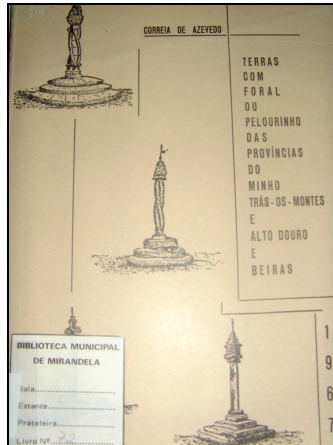 CORREIA DE AZEVEDO
TERRAS
COM
FORAL
OU
PELOURINHO
DAS
PROVÍNCIAS
DO
MINHO
TRÁS-OS-MONTES
E
ALTO DOURO
E
BEIRAS
1
9
6
BIBLIOTECA MUNICIPAL
DE MIRANDELA
Sala
Estante
Prateleira
Livro Nº 22